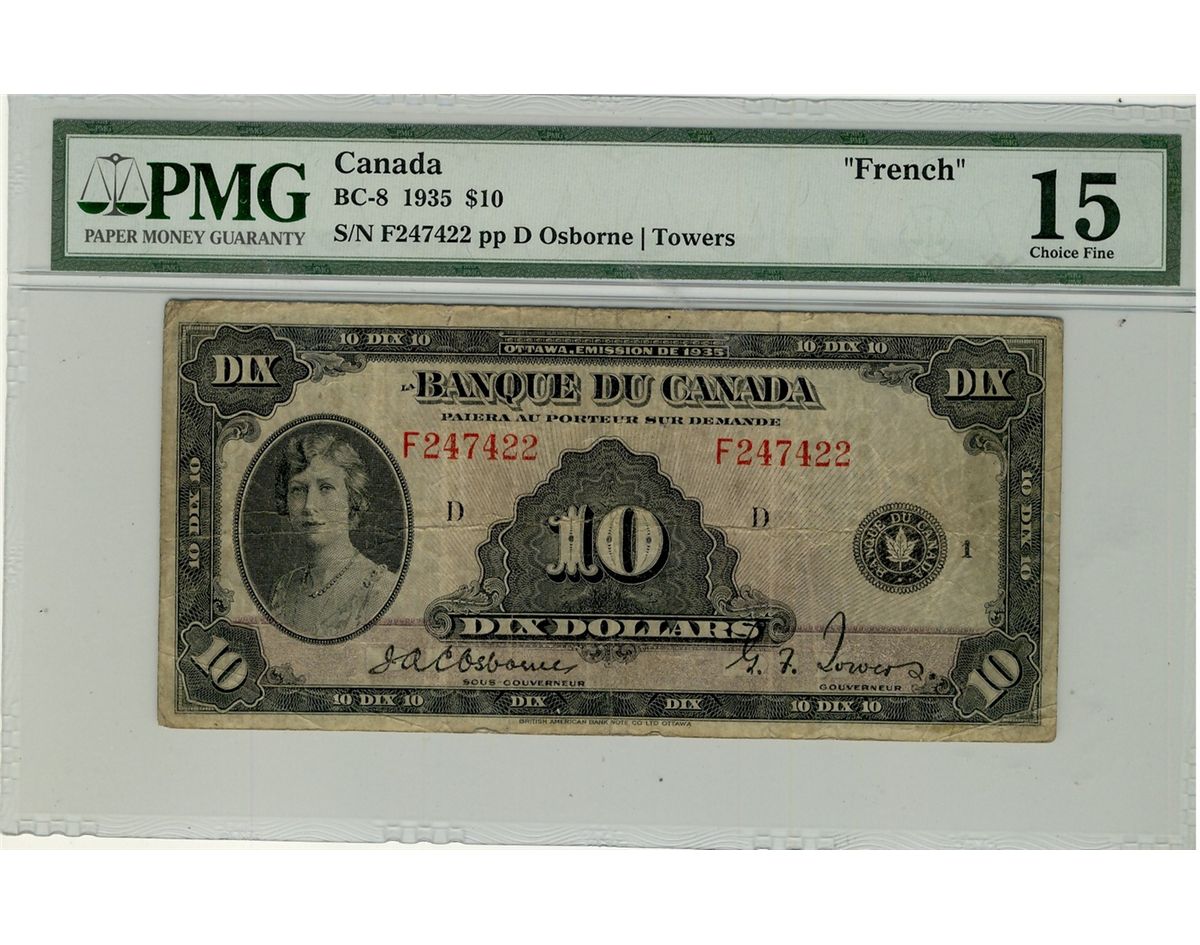 PMG
PAPER MONEY GUARANTY
Canada
BC-8 1935 $10
S/N F247422 pp D Osborne | Towers
"French"
15
Choice Fine
10 DIX 10
OTTAWA, EMISSION DE 1935
10 DIX 10
DIX
DIX
LA BANQUE DU CANADA
PAIERA AU PORTEUR SUR DEMANDE
F247422
F247422
10 DIX 10
10 DIX 10
D
D
10
BANQUE DU CANADA
1
DIX DOLLARS
10
10
J A C Osborne
G. F. Towers
SOUS-GOUVERNEUR
GOUVERNEUR
10 DIX 10
DIX
DIX
10 DIX 10
BRITISH AMERICAN BANK NOTE CO LTD OTTAWA